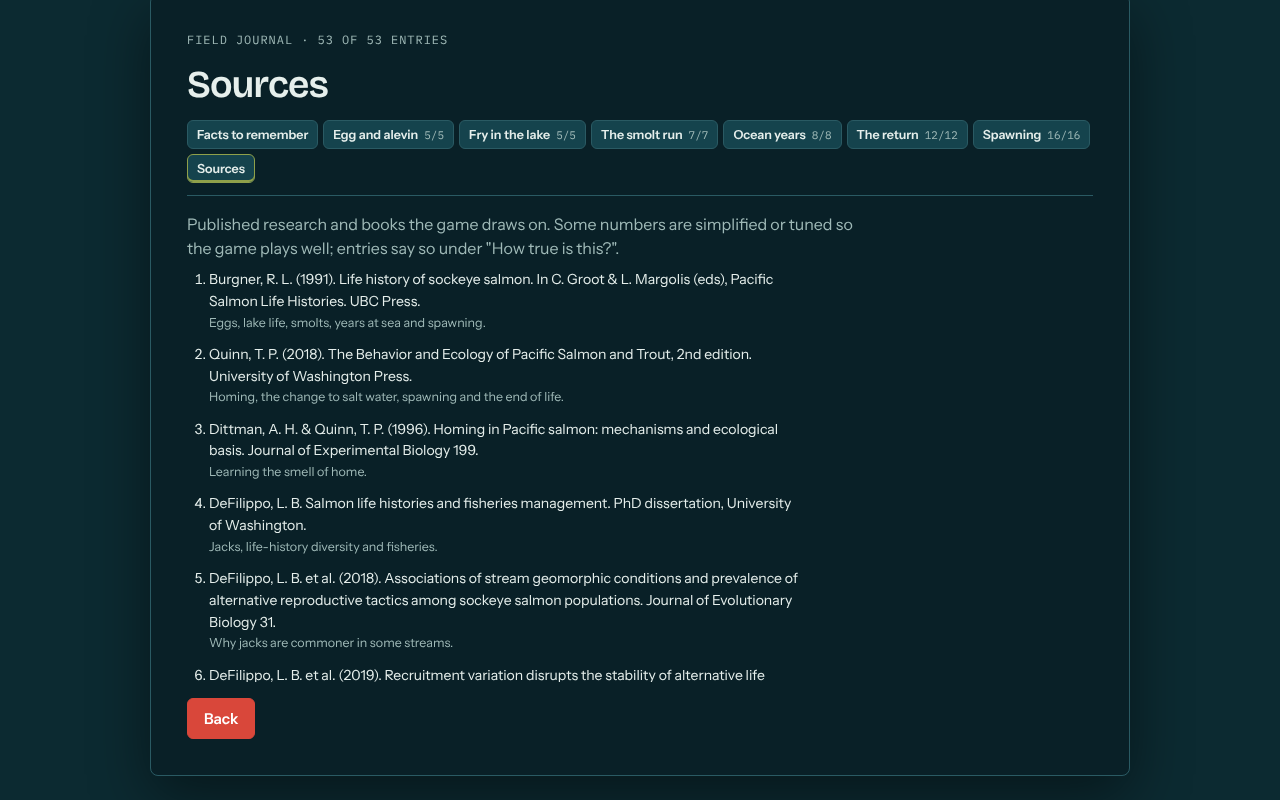 FIELD JOURNAL · 53 OF 53 ENTRIES
Sources
Facts to remember
Egg and alevin 5/5
Fry in the lake 5/5
The smolt run 7/7
Ocean years 8/8
The return 12/12
Spawning 16/16
Sources
Published research and books the game draws on. Some numbers are simplified or tuned so
the game plays well; entries say so under "How true is this?".
1. Burgner, R. L. (1991). Life history of sockeye salmon. In C. Groot & L. Margolis (eds), Pacific
Salmon Life Histories. UBC Press.
Eggs, lake life, smolts, years at sea and spawning.
2. Quinn, T. P. (2018). The Behavior and Ecology of Pacific Salmon and Trout, 2nd edition.
University of Washington Press.
Homing, the change to salt water, spawning and the end of life.
3. Dittman, A. H. & Quinn, T. P. (1996). Homing in Pacific salmon: mechanisms and ecological
basis. Journal of Experimental Biology 199.
Learning the smell of home.
4. DeFilippo, L. B. Salmon life histories and fisheries management. PhD dissertation, University
of Washington.
Jacks, life-history diversity and fisheries.
5. DeFilippo, L. B. et al. (2018). Associations of stream geomorphic conditions and prevalence of
alternative reproductive tactics among sockeye salmon populations. Journal of Evolutionary
Biology 31.
Why jacks are commoner in some streams.
6. DeFilippo, L. B. et al. (2019). Recruitment variation disrupts the stability of alternative life
Back